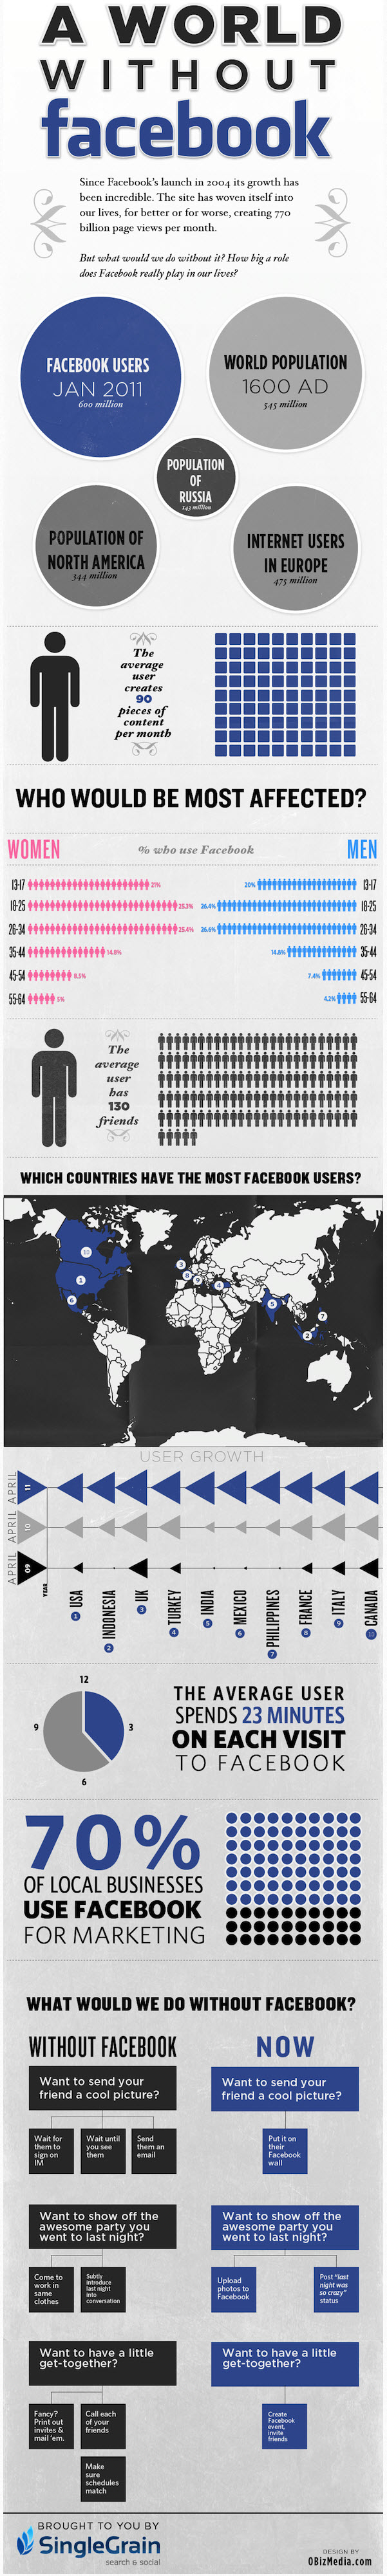 A WORLD
WITHOUT
facebook
Since Facebook's launch in 2004 its growth has
been incredible. The site has woven itself into
our lives, for better or for worse, creating 770
billion page views per month.
But what would we do without it? How big a role
does Facebook really play in our lives?
FACEBOOK USERS
JAN 2011
600 million
WORLD POPULATION
1600 AD
545 million
POPULATION
OF
RUSSIA
143 million
POPULATION OF
NORTH AMERICA
344 million
INTERNET USERS
IN EUROPE
475 million
The
average
user
creates
90
pieces of
content
per month
WHO WOULD BE MOST AFFECTED?
WOMEN
% who use Facebook
MEN
13-17 21% 20% 13-17
18-25 25.3% 26.4% 18-25
26-34 25.4% 26.6% 26-34
35-44 14.8% 14.8% 35-44
45-54 8.5% 7.4% 45-54
55-64 5% 4.2% 55-64
The
average
user
has
130
friends
WHICH COUNTRIES HAVE THE MOST FACEBOOK USERS?
10
1
6
3
8
9
4
5
7
2
USER GROWTH
APRIL 11
APRIL 10
APRIL 09
YEAR
USA 1
INDONESIA 2
UK 3
TURKEY 4
INDIA 5
MEXICO 6
PHILIPPINES 7
FRANCE 8
ITALY 9
CANADA 10
12
9
3
6
THE AVERAGE USER
SPENDS 23 MINUTES
ON EACH VISIT
TO FACEBOOK
70%
OF LOCAL BUSINESSES
USE FACEBOOK
FOR MARKETING
WHAT WOULD WE DO WITHOUT FACEBOOK?
WITHOUT FACEBOOK
Want to send your
friend a cool picture?
Wait for
them to
sign on
IM
Wait until
you see
them
Send
them an
email
Want to show off the
awesome party you
went to last night?
Come to
work in
same
clothes
Subtly
introduce
last night
into
conversation
Want to have a little
get-together?
Fancy?
Print out
invites &
mail 'em.
Call each
of your
friends
Make
sure
schedules
match
NOW
Want to send your
friend a cool picture?
Put it on
their
Facebook
wall
Want to show off the
awesome party you
went to last night?
Upload
photos to
Facebook
Post "last
night was
so crazy"
status
Want to have a little
get-together?
Create
Facebook
event,
invite
friends
BROUGHT TO YOU BY
SingleGrain
search & social
DESIGN BY
OBizMedia.com